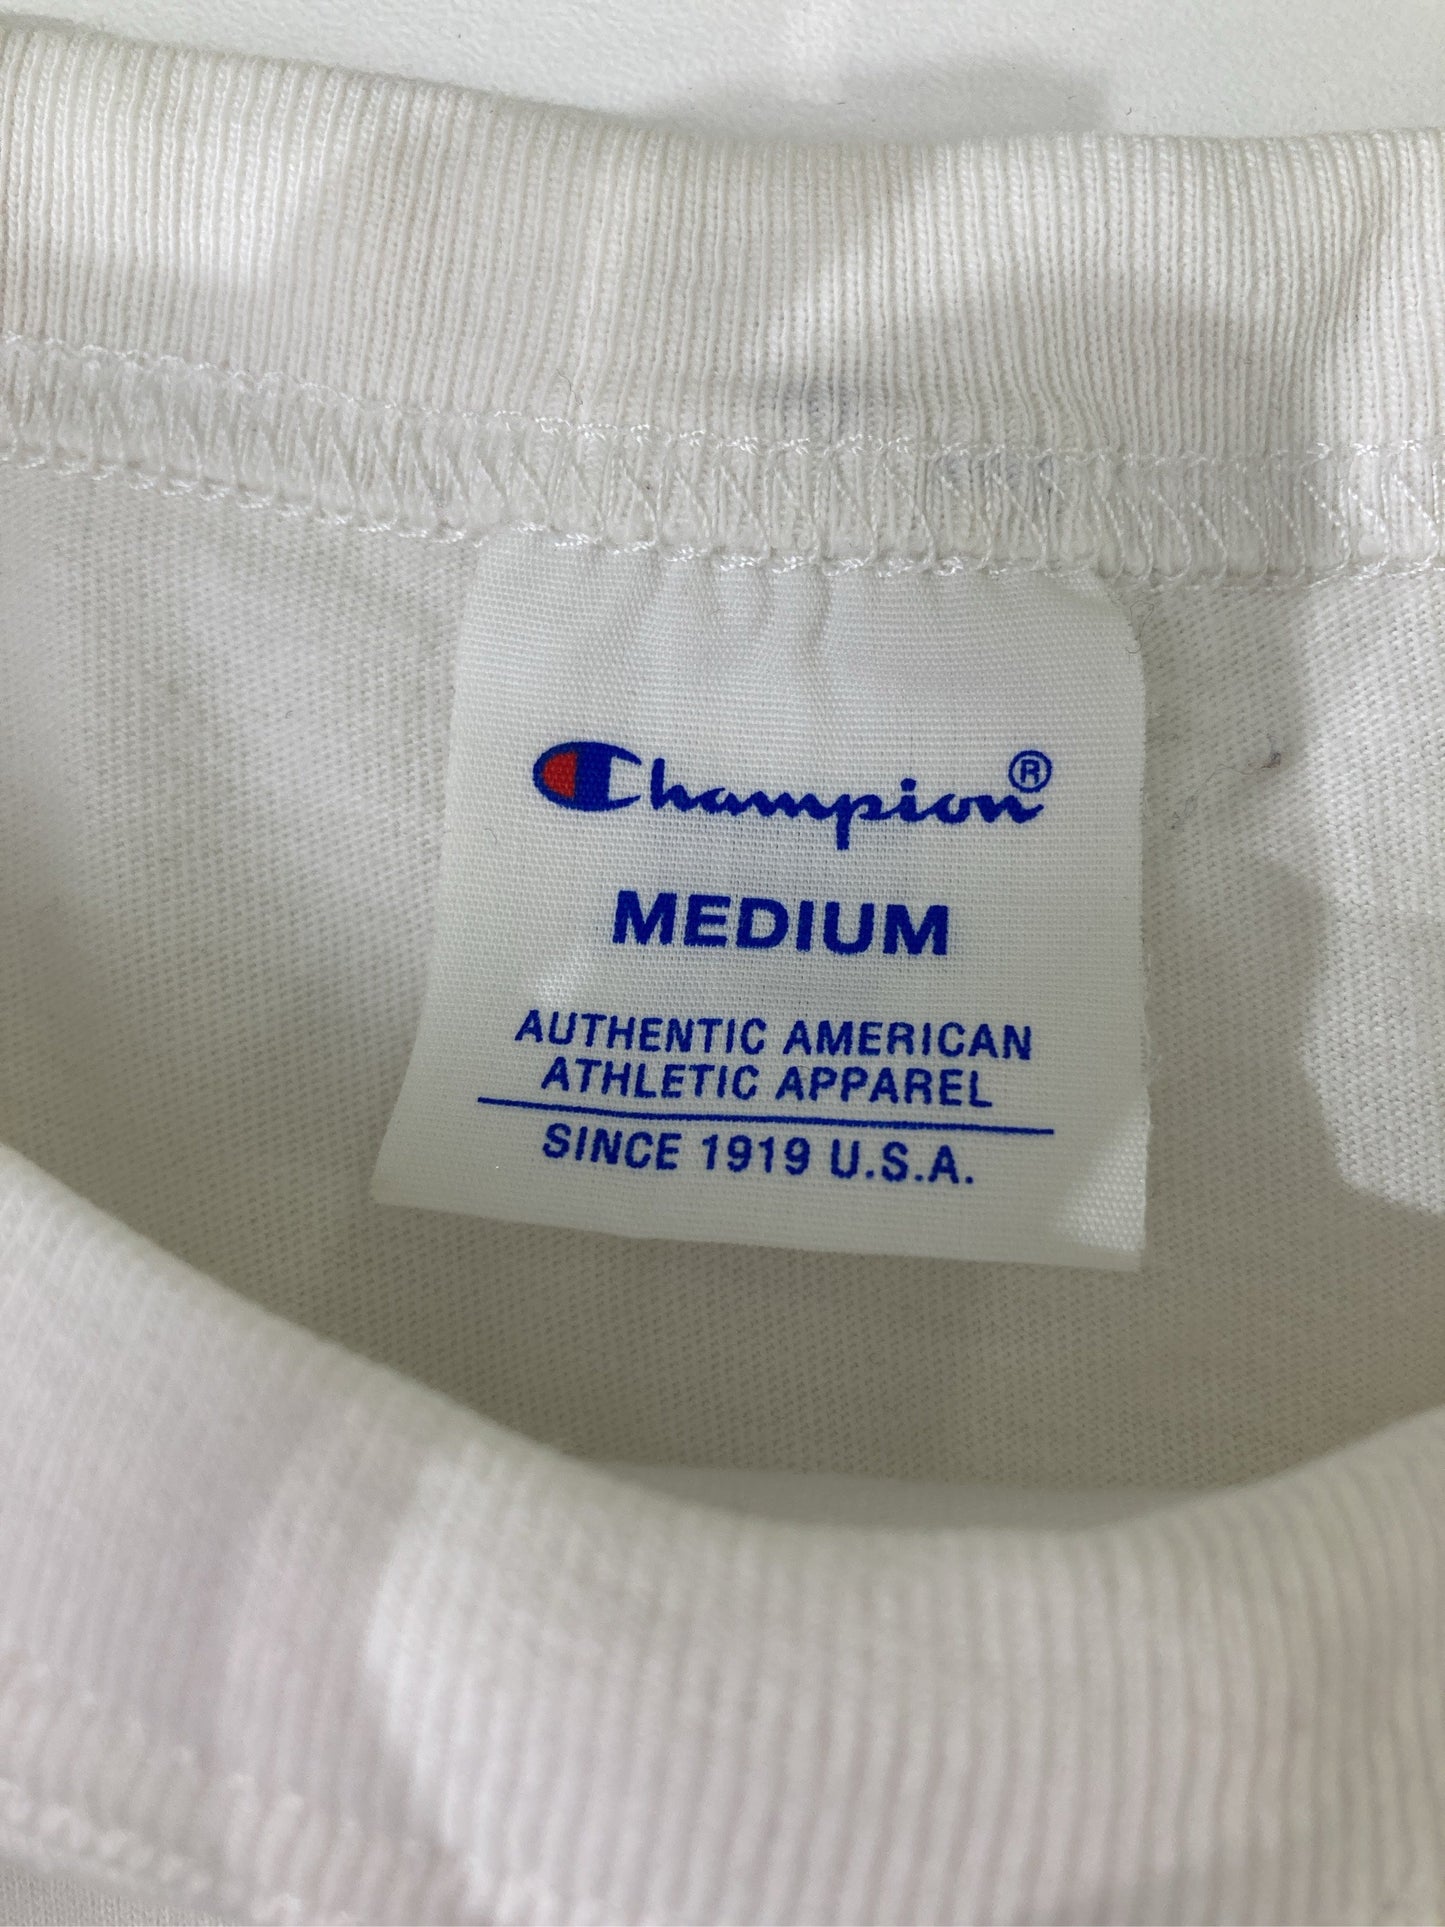 Champion®
MEDIUM
AUTHENTIC AMERICAN
ATHLETIC APPAREL
SINCE 1919 U.S.A.